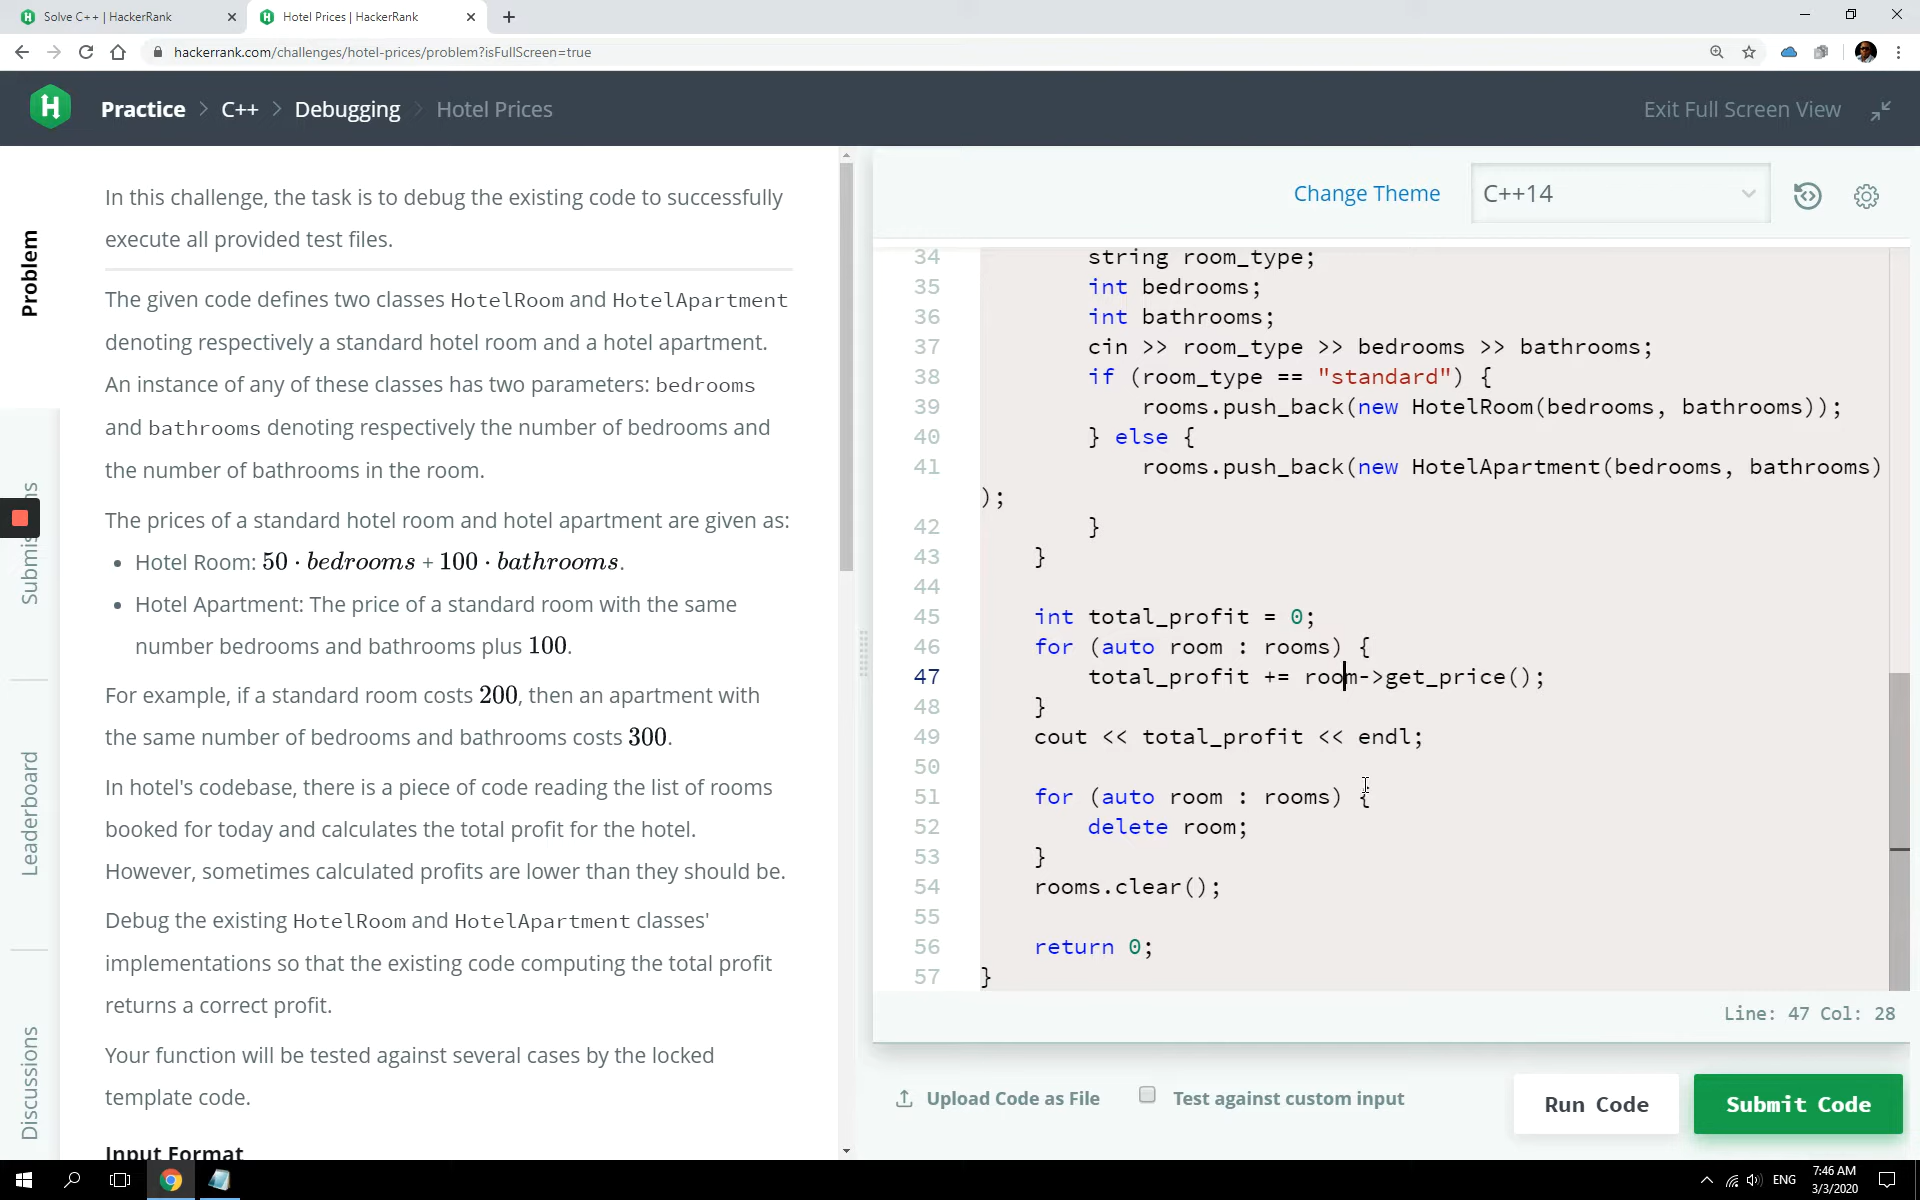 Solve C++ | HackerRank
Hotel Prices | HackerRank
hackerrank.com/challenges/hotel-prices/problem?isFullScreen=true
Practice > C++ > Debugging > Hotel Prices
Exit Full Screen View
Problem
Submissions
Leaderboard
Discussions
In this challenge, the task is to debug the existing code to successfully
execute all provided test files.
The given code defines two classes HotelRoom and HotelApartment
denoting respectively a standard hotel room and a hotel apartment.
An instance of any of these classes has two parameters: bedrooms
and bathrooms denoting respectively the number of bedrooms and
the number of bathrooms in the room.
The prices of a standard hotel room and hotel apartment are given as:
• Hotel Room: 50 · bedrooms + 100 · bathrooms.
• Hotel Apartment: The price of a standard room with the same
number bedrooms and bathrooms plus 100.
For example, if a standard room costs 200, then an apartment with
the same number of bedrooms and bathrooms costs 300.
In hotel's codebase, there is a piece of code reading the list of rooms
booked for today and calculates the total profit for the hotel.
However, sometimes calculated profits are lower than they should be.
Debug the existing HotelRoom and HotelApartment classes'
implementations so that the existing code computing the total profit
returns a correct profit.
Your function will be tested against several cases by the locked
template code.
Input Format
Change Theme
C++14
34 string room_type;
35 int bedrooms;
36 int bathrooms;
37 cin >> room_type >> bedrooms >> bathrooms;
38 if (room_type == "standard") {
39 rooms.push_back(new HotelRoom(bedrooms, bathrooms));
40 } else {
41 rooms.push_back(new HotelApartment(bedrooms, bathrooms)
);
42 }
43 }
44
45 int total_profit = 0;
46 for (auto room : rooms) {
47 total_profit += room->get_price();
48 }
49 cout << total_profit << endl;
50
51 for (auto room : rooms) {
52 delete room;
53 }
54 rooms.clear();
55
56 return 0;
57 }
Line: 47 Col: 28
Upload Code as File
Test against custom input
Run Code
Submit Code
ENG
7:46 AM
3/3/2020